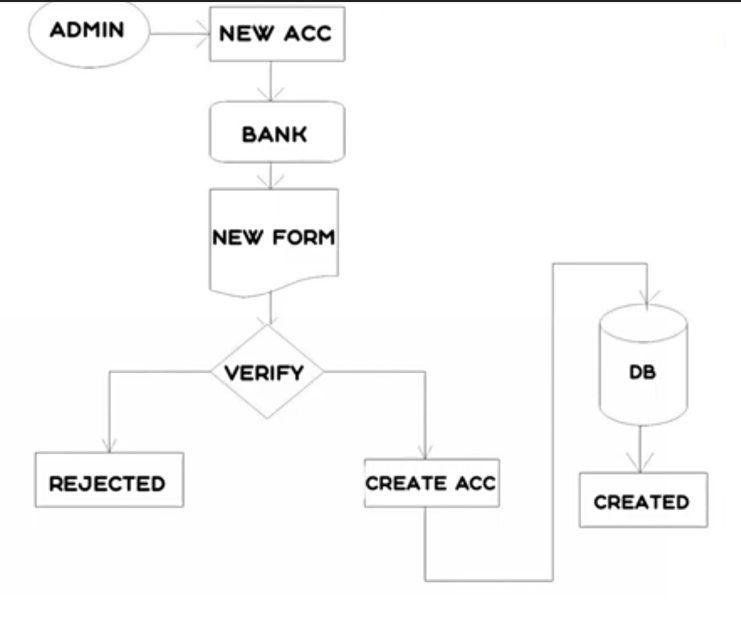 ADMIN
NEW ACC
BANK
NEW FORM
VERIFY
DB
REJECTED
CREATE ACC
CREATED